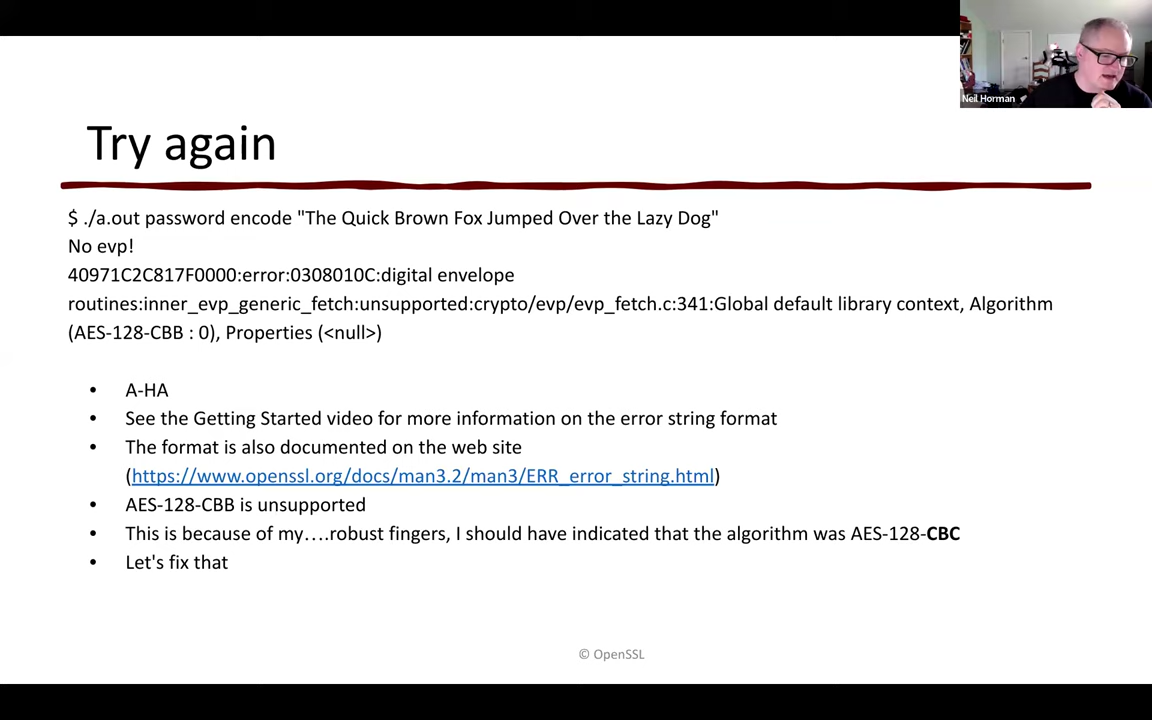 Neil Horman
Try again
$ ./a.out password encode "The Quick Brown Fox Jumped Over the Lazy Dog"
No evp!
40971C2C817F0000:error:0308010C:digital envelope
routines:inner_evp_generic_fetch:unsupported:crypto/evp/evp_fetch.c:341:Global default library context, Algorithm
(AES-128-CBB : 0), Properties (<null>)
• A-HA
• See the Getting Started video for more information on the error string format
• The format is also documented on the web site
(https://www.openssl.org/docs/man3.2/man3/ERR_error_string.html)
• AES-128-CBB is unsupported
• This is because of my....robust fingers, I should have indicated that the algorithm was AES-128-CBC
• Let's fix that
© OpenSSL